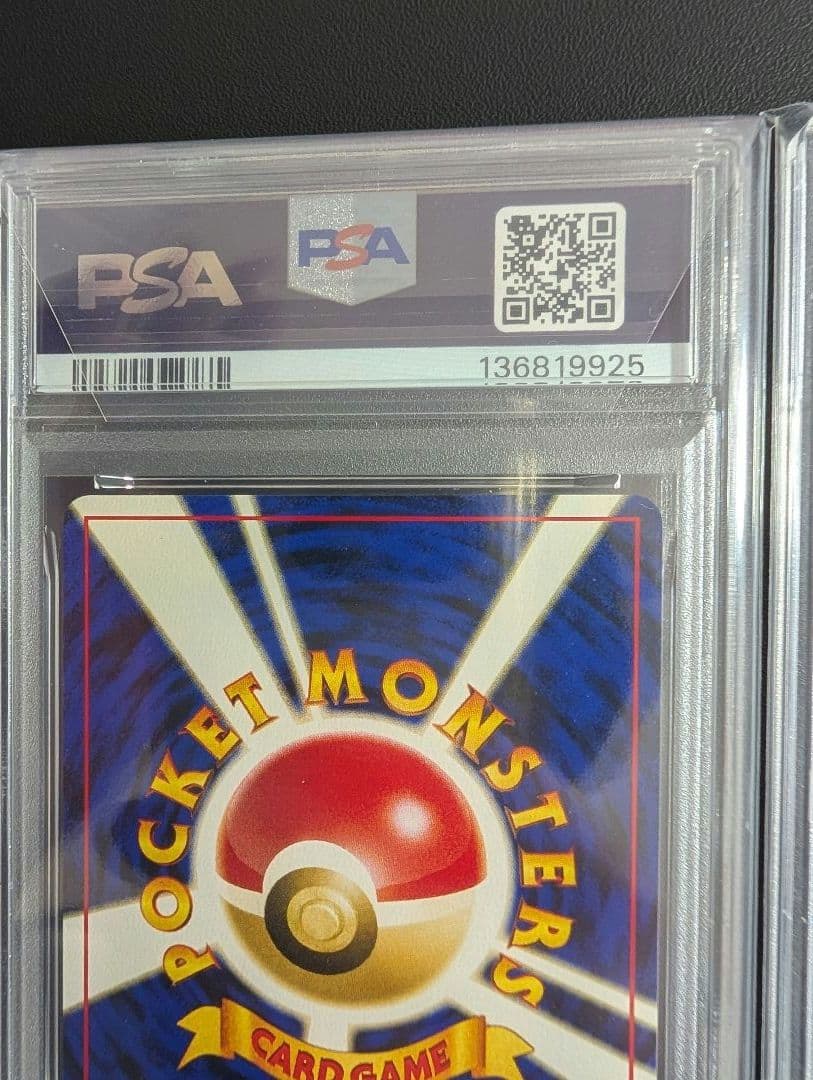 PSA
PSA
136819925
POCKET MONSTERS
CARD GAME